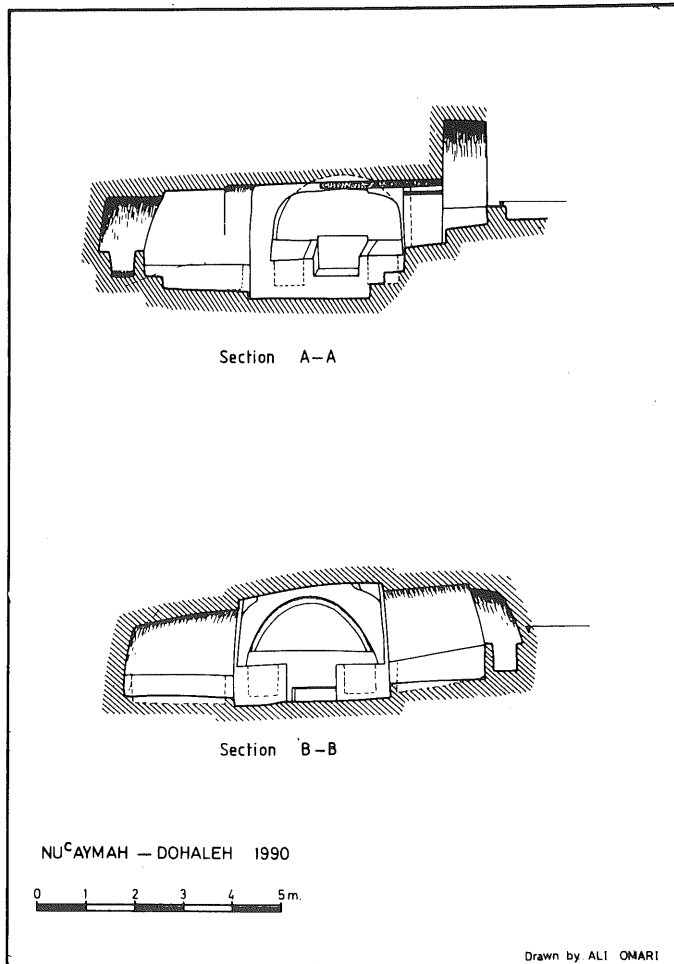 Section A–A
Section B–B
NUᶜAYMAH – DOHALEH 1990
0 1 2 3 4 5 m.
Drawn by ALI OMARI